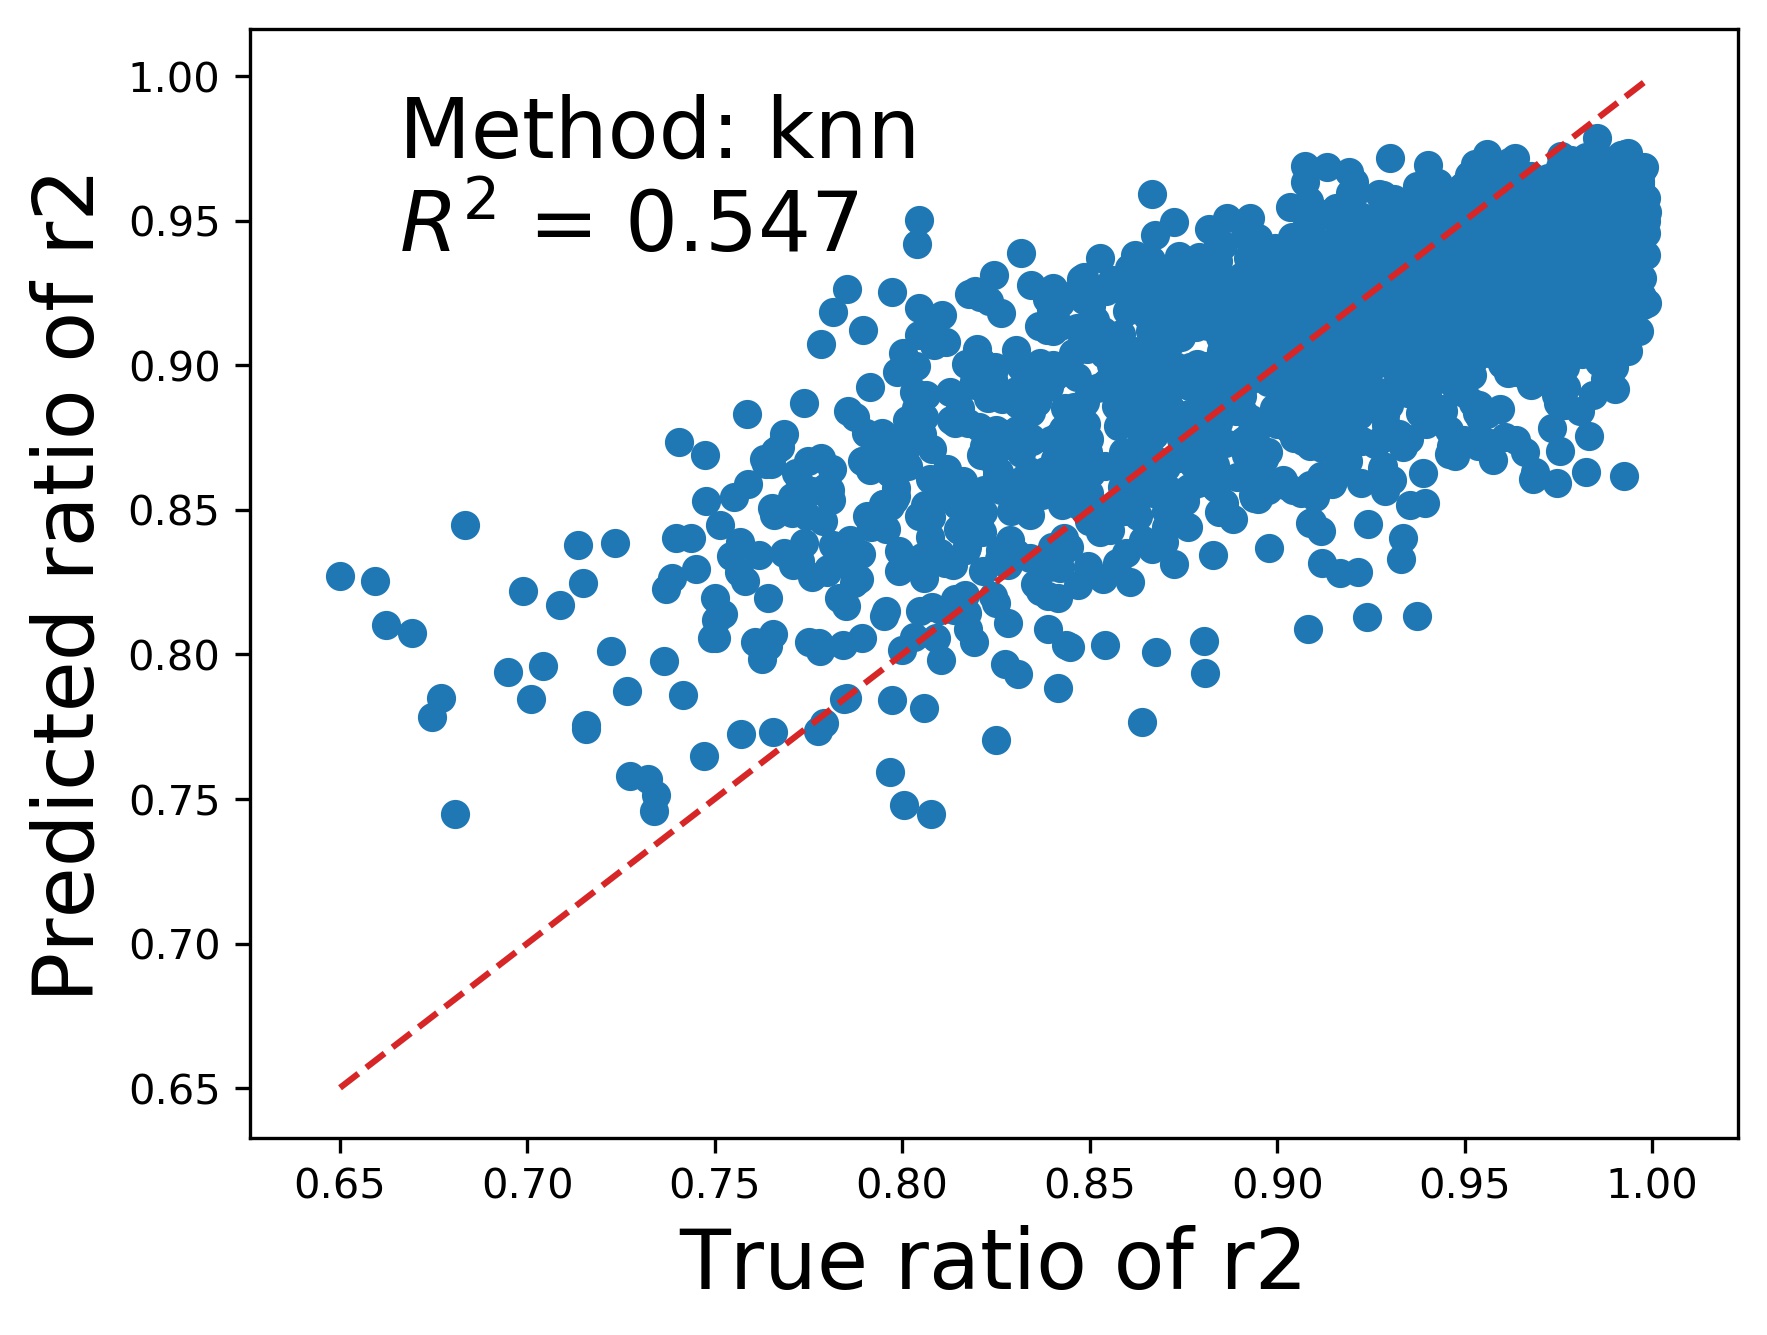 Method: knn
R² = 0.547
Predicted ratio of r2
1.00
0.95
0.90
0.85
0.80
0.75
0.70
0.65
0.65 0.70 0.75 0.80 0.85 0.90 0.95 1.00
True ratio of r2